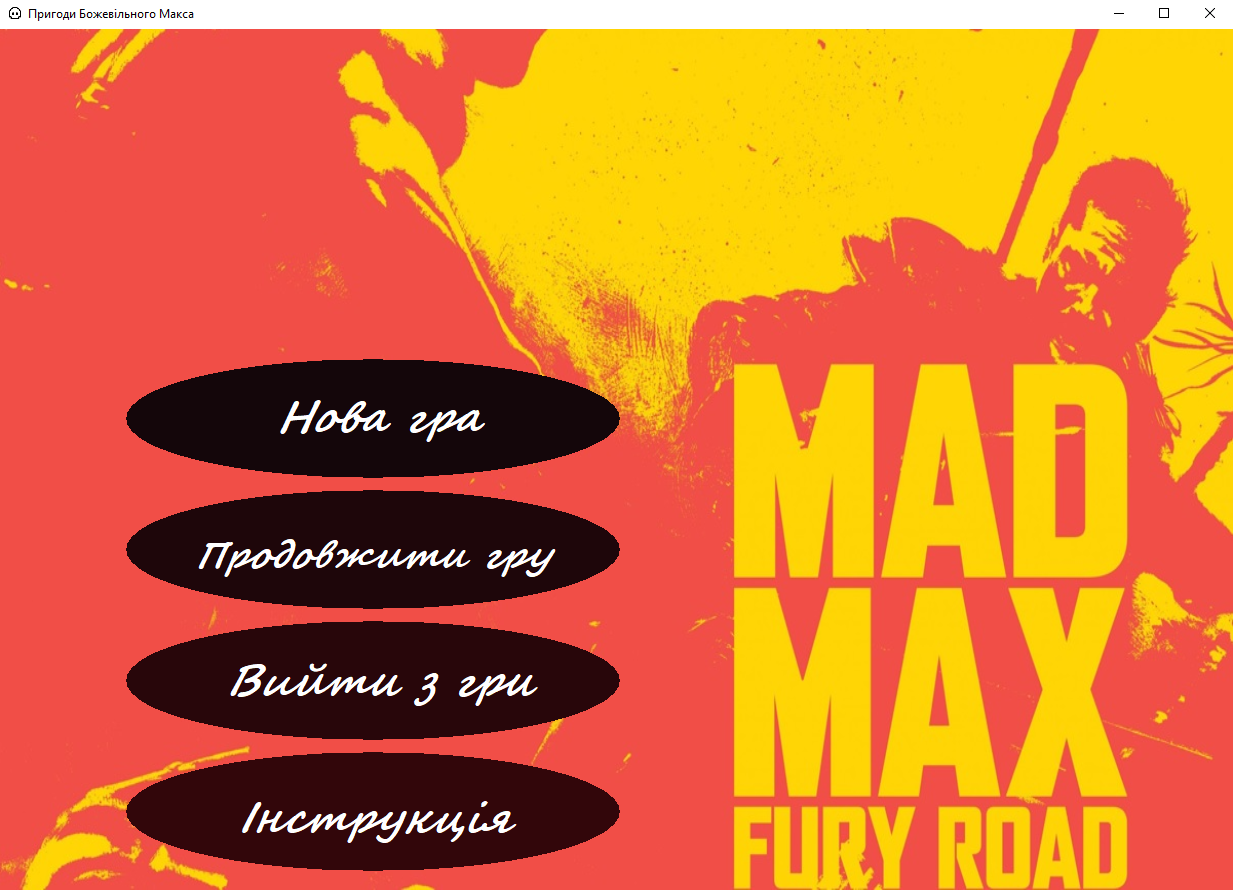 Пригоди Божевільного Макса
Нова гра
Продовжити гру
Вийти з гри
Інструкція
MAD
MAX
FURY ROAD